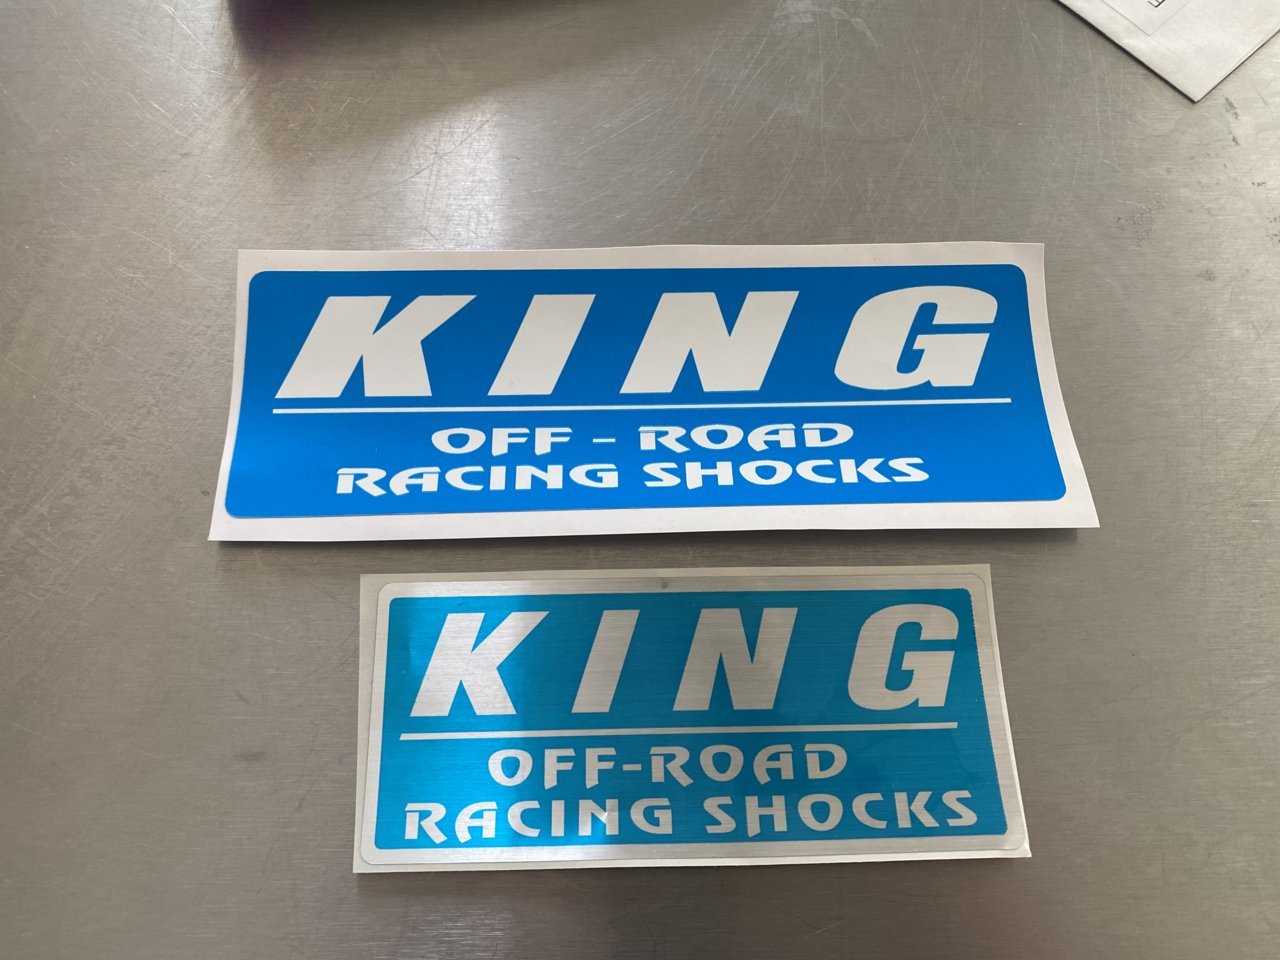 KING
OFF - ROAD
RACING SHOCKS
KING
OFF-ROAD
RACING SHOCKS